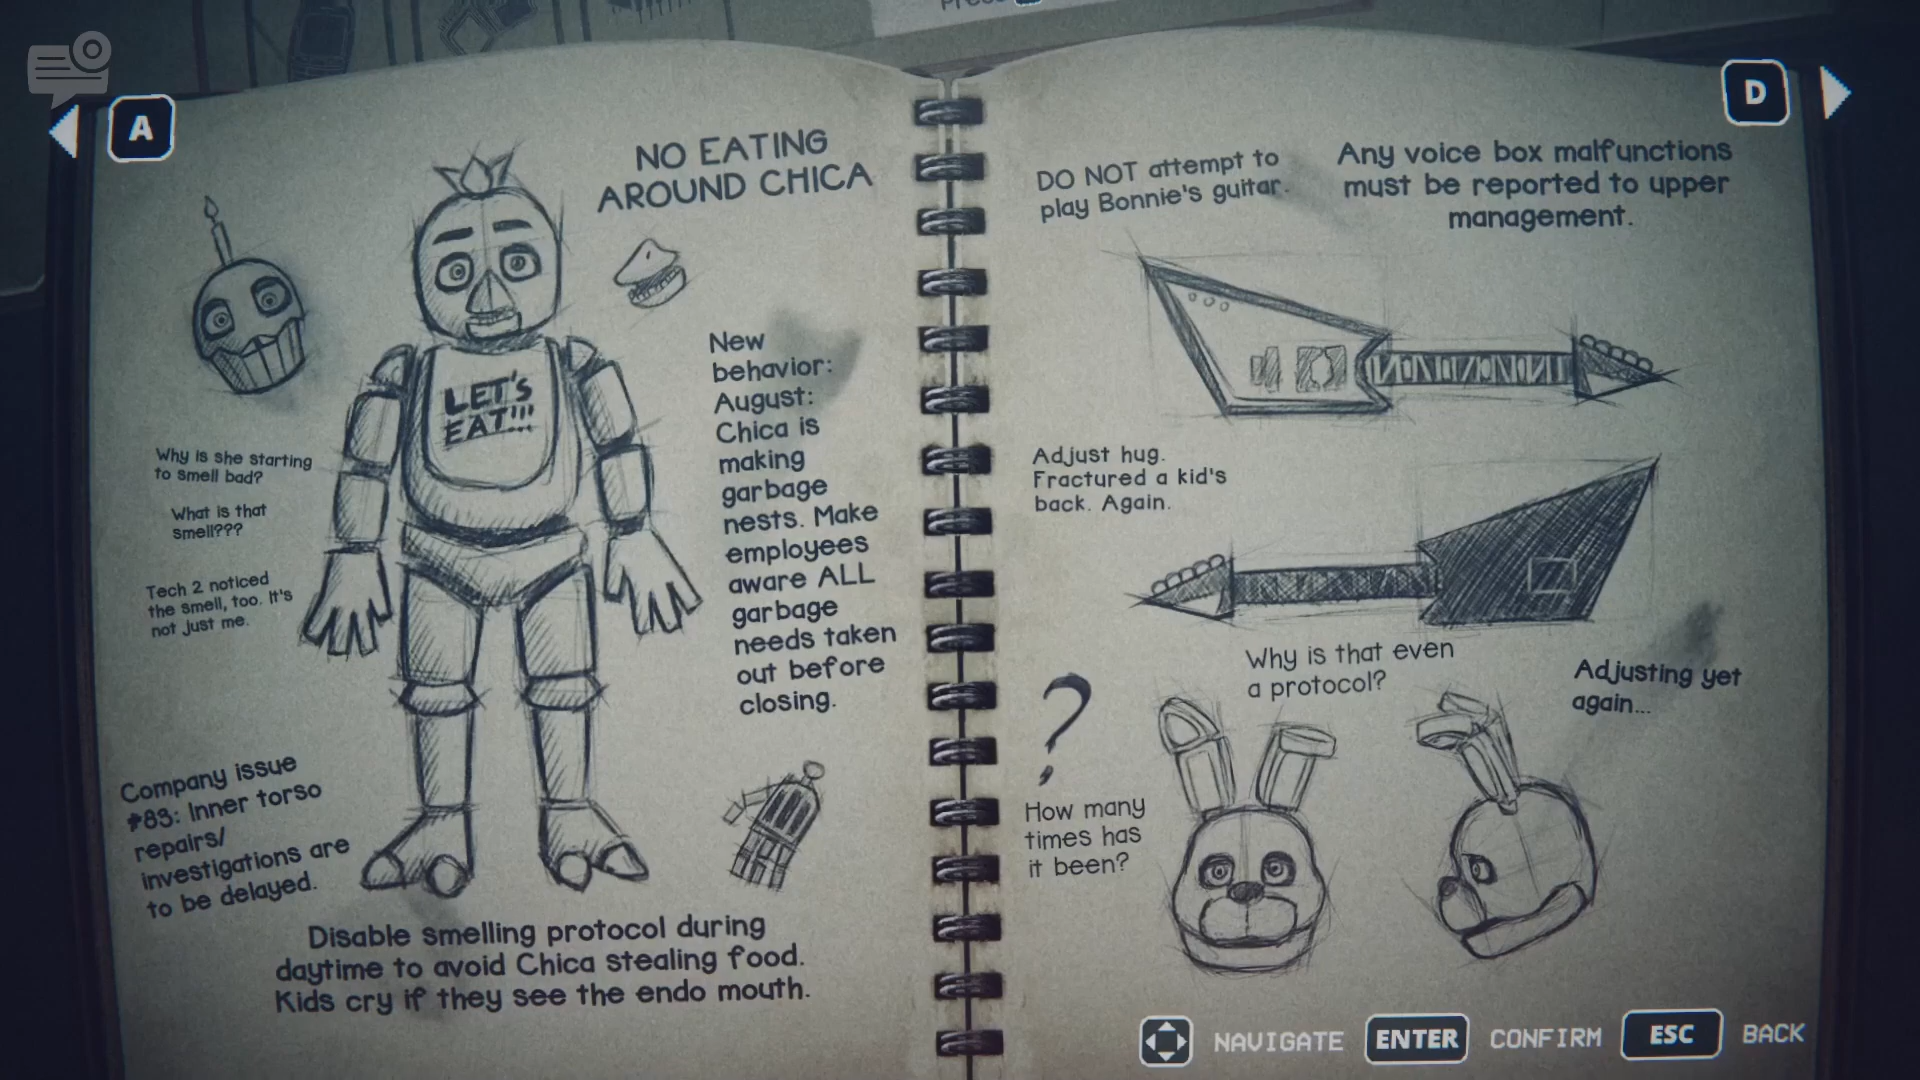 Press
A
D
NO EATING
AROUND CHICA
LET'S
EAT!!!
New
behavior:
August:
Chica is
making
garbage
nests. Make
employees
aware ALL
garbage
needs taken
out before
closing.
Why is she starting
to smell bad?
What is that
smell???
Tech 2 noticed
the smell, too. It's
not just me.
Company issue
#83: Inner torso
repairs/
investigations are
to be delayed.
Disable smelling protocol during
daytime to avoid Chica stealing food.
Kids cry if they see the endo mouth.
DO NOT attempt to
play Bonnie's guitar.
Any voice box malfunctions
must be reported to upper
management.
Adjust hug.
Fractured a kid's
back. Again.
Why is that even
a protocol?
Adjusting yet
again...
?
How many
times has
it been?
NAVIGATE ENTER CONFIRM ESC BACK